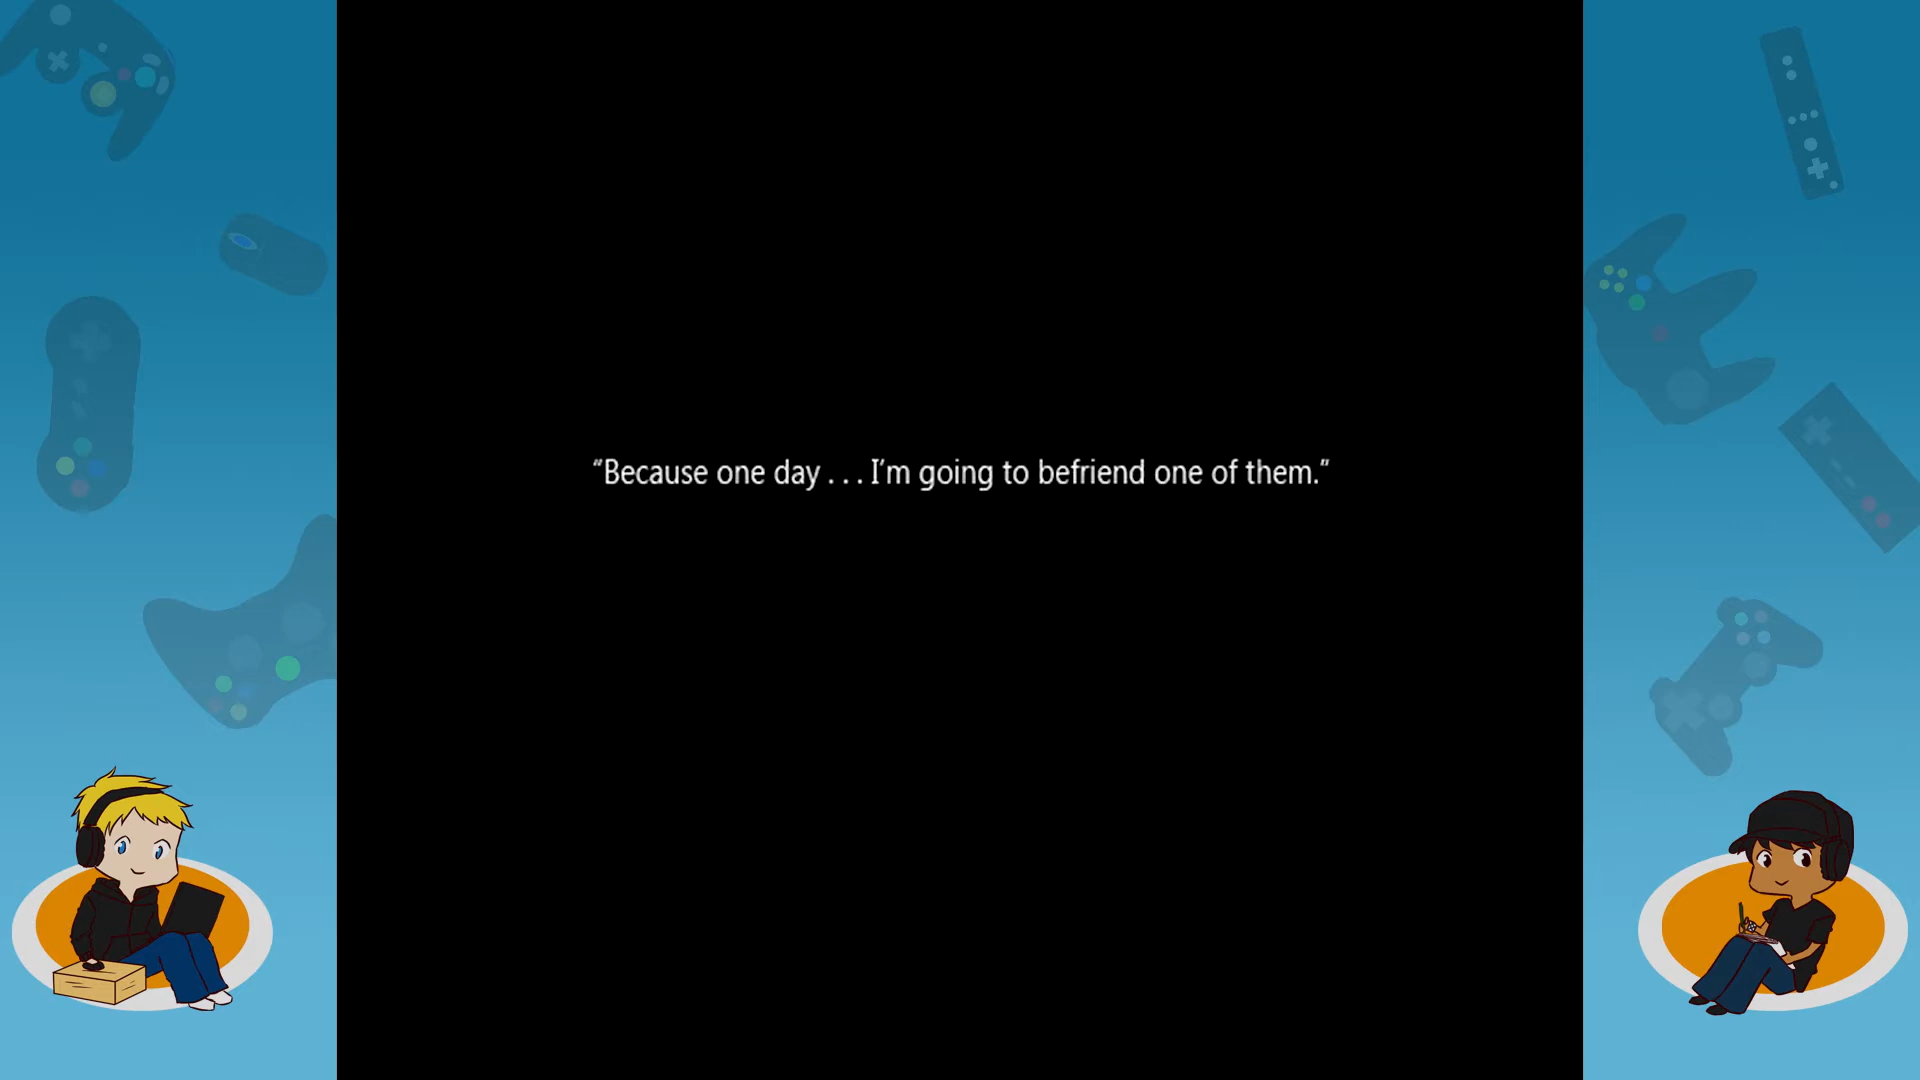 “Because one day . . . I’m going to befriend one of them.”